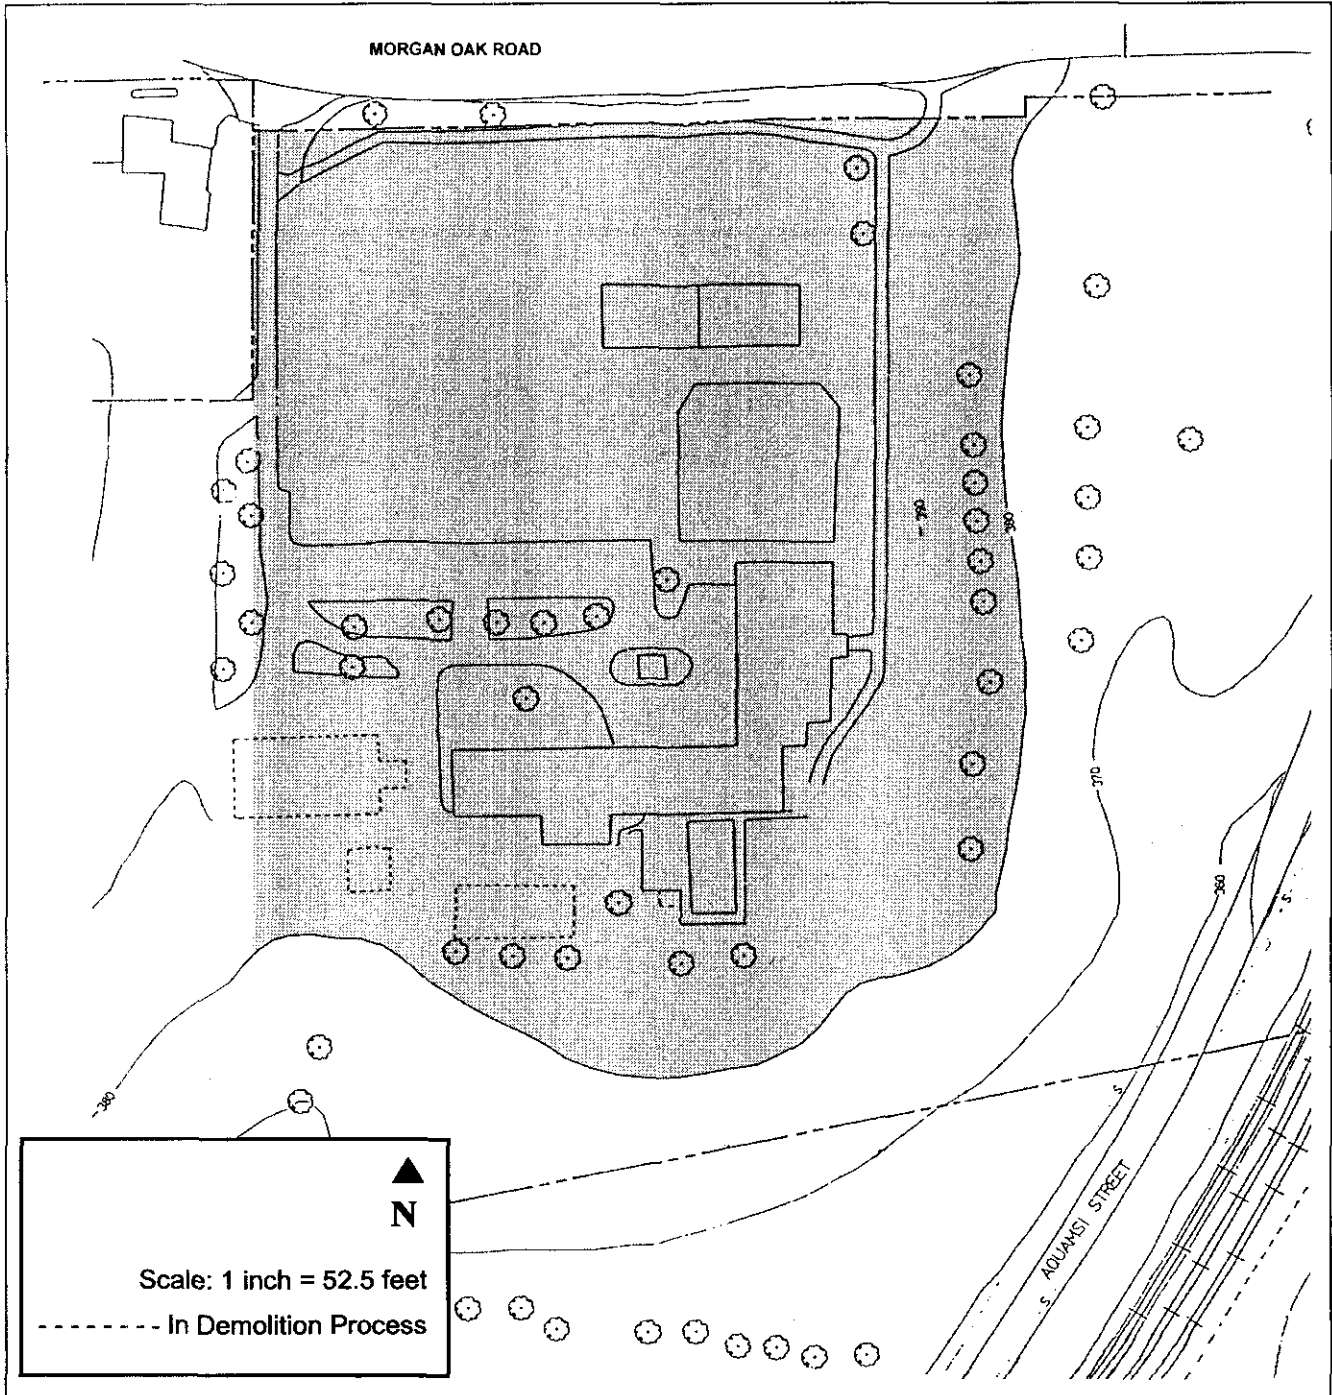 MORGAN OAK ROAD
380
380
370
360
S
380
S
AQUAMSI STREET
S
N
Scale: 1 inch = 52.5 feet
In Demolition Process